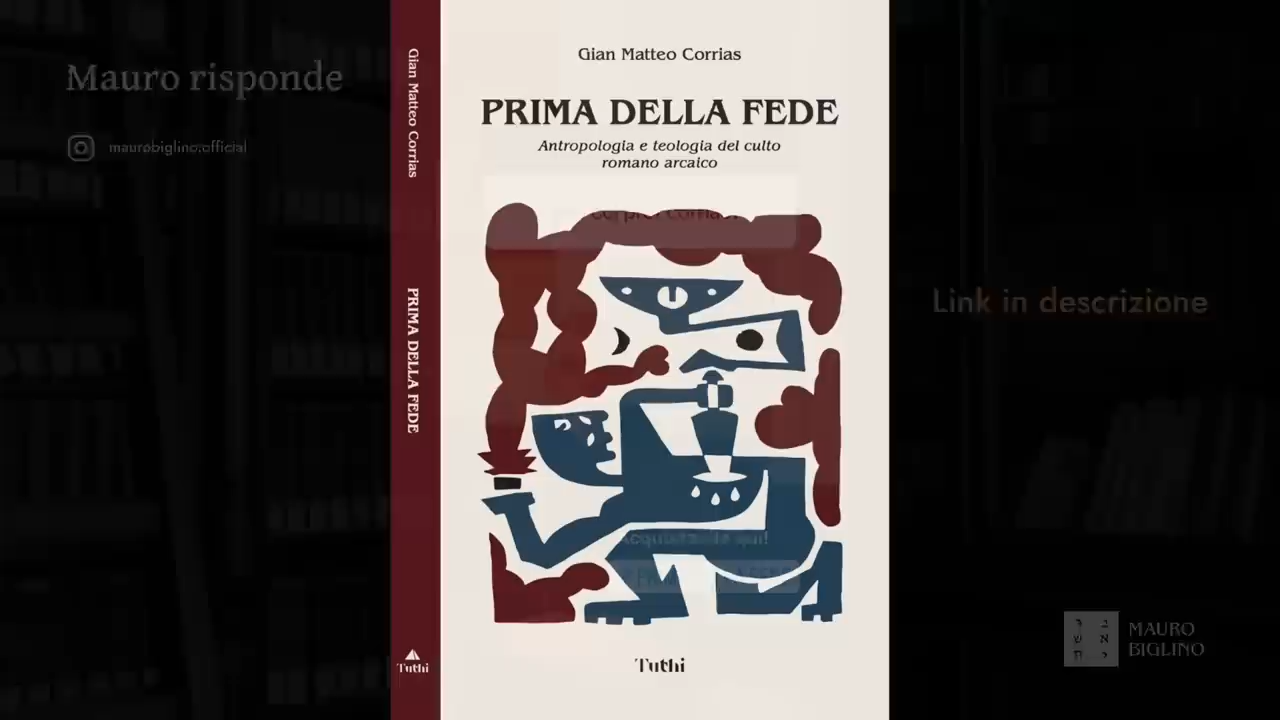 Mauro risponde
maurobiglino.official
Gian Matteo Corrias
PRIMA DELLA FEDE
Tuthi
Gian Matteo Corrias
PRIMA DELLA FEDE
Antropologia e teologia del culto
romano arcaico
Tuthi
Link in descrizione
MAURO
BIGLINO